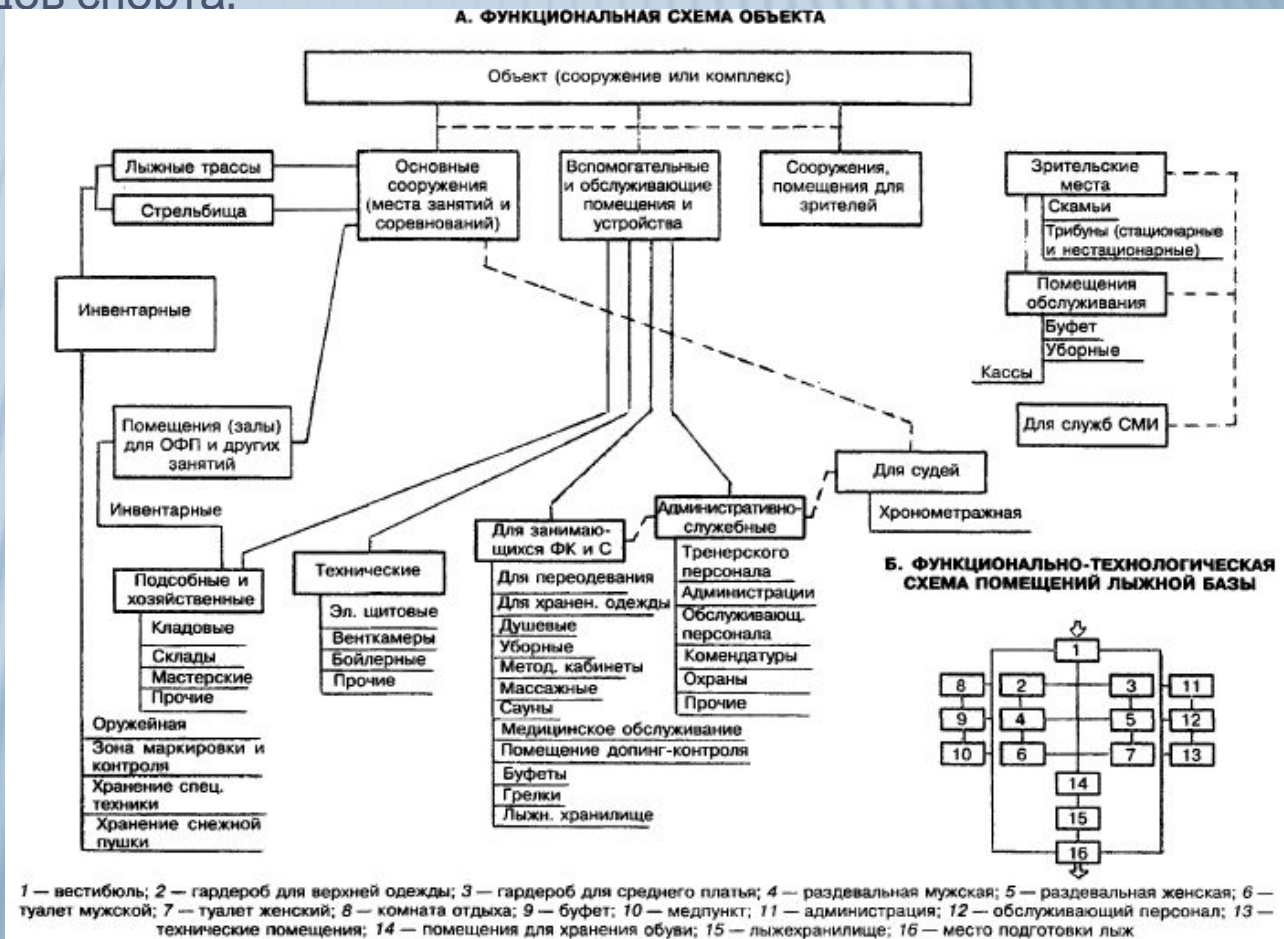 дов спорта.
А. ФУНКЦИОНАЛЬНАЯ СХЕМА ОБЪЕКТА
Объект (сооружение или комплекс)
Лыжные трассы
Стрельбища
Основные
сооружения
(места занятий и
соревнований)
Вспомогательные
и обслуживающие
помещения и
устройства
Сооружения,
помещения для
зрителей
Зрительские
места
Скамьи
Трибуны (стационарные
и нестационарные)
Помещения
обслуживания
Буфет
Уборные
Кассы
Для служб СМИ
Инвентарные
Помещения (залы)
для ОФП и других
занятий
Инвентарные
Для судей
Хронометражная
Подсобные и
хозяйственные
Кладовые
Склады
Мастерские
Прочие
Оружейная
Зона маркировки и
контроля
Хранение спец.
техники
Хранение снежной
пушки
Технические
Эл. щитовые
Венткамеры
Бойлерные
Прочие
Для занимаю-
щихся ФК и С
Для переодевания
Для хранен. одежды
Душевые
Уборные
Метод. кабинеты
Массажные
Сауны
Медицинское обслуживание
Помещение допинг-контроля
Буфеты
Грелки
Лыжн. хранилище
Административно-
служебные
Тренерского
персонала
Администрации
Обслуживающ.
персонала
Комендатуры
Охраны
Прочие
Б. ФУНКЦИОНАЛЬНО-ТЕХНОЛОГИЧЕСКАЯ
СХЕМА ПОМЕЩЕНИЙ ЛЫЖНОЙ БАЗЫ
1
8 2 3 11
9 4 5 12
10 6 7 13
14
15
16
1 — вестибюль; 2 — гардероб для верхней одежды; 3 — гардероб для среднего платья; 4 — раздевальная мужская; 5 — раздевальная женская; 6 —
туалет мужской; 7 — туалет женский; 8 — комната отдыха; 9 — буфет; 10 — медпункт; 11 — администрация; 12 — обслуживающий персонал; 13 —
технические помещения; 14 — помещения для хранения обуви; 15 — лыжехранилище; 16 — место подготовки лыж